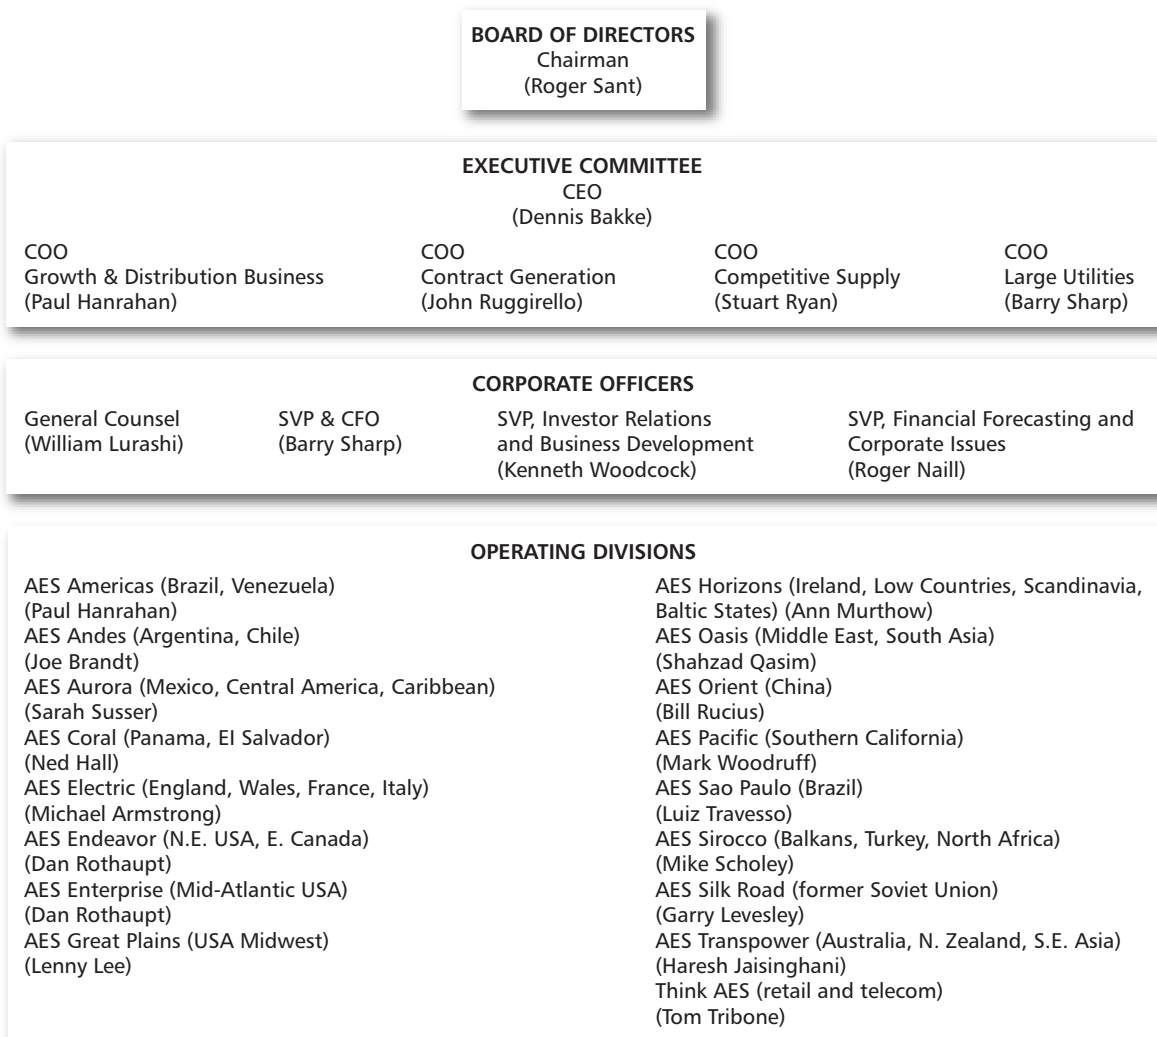 BOARD OF DIRECTORS
Chairman
(Roger Sant)
EXECUTIVE COMMITTEE
CEO
(Dennis Bakke)
COO
Growth & Distribution Business
(Paul Hanrahan)
COO
Contract Generation
(John Ruggirello)
COO
Competitive Supply
(Stuart Ryan)
COO
Large Utilities
(Barry Sharp)
CORPORATE OFFICERS
General Counsel
(William Lurashi)
SVP & CFO
(Barry Sharp)
SVP, Investor Relations
and Business Development
(Kenneth Woodcock)
SVP, Financial Forecasting and
Corporate Issues
(Roger Naill)
OPERATING DIVISIONS
AES Americas (Brazil, Venezuela)
(Paul Hanrahan)
AES Andes (Argentina, Chile)
(Joe Brandt)
AES Aurora (Mexico, Central America, Caribbean)
(Sarah Susser)
AES Coral (Panama, EI Salvador)
(Ned Hall)
AES Electric (England, Wales, France, Italy)
(Michael Armstrong)
AES Endeavor (N.E. USA, E. Canada)
(Dan Rothaupt)
AES Enterprise (Mid-Atlantic USA)
(Dan Rothaupt)
AES Great Plains (USA Midwest)
(Lenny Lee)
AES Horizons (Ireland, Low Countries, Scandinavia,
Baltic States) (Ann Murthow)
AES Oasis (Middle East, South Asia)
(Shahzad Qasim)
AES Orient (China)
(Bill Rucius)
AES Pacific (Southern California)
(Mark Woodruff)
AES Sao Paulo (Brazil)
(Luiz Travesso)
AES Sirocco (Balkans, Turkey, North Africa)
(Mike Scholey)
AES Silk Road (former Soviet Union)
(Garry Levesley)
AES Transpower (Australia, N. Zealand, S.E. Asia)
(Haresh Jaisinghani)
Think AES (retail and telecom)
(Tom Tribone)